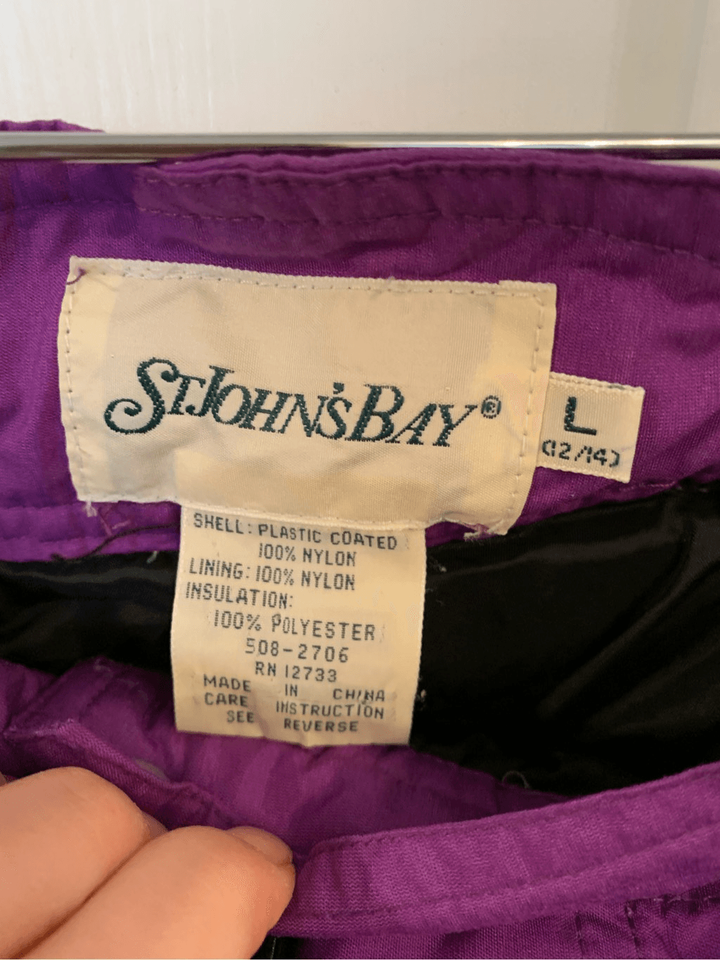 ST. JOHN'S BAY®
L
(12/14)
SHELL: PLASTIC COATED
100% NYLON
LINING: 100% NYLON
INSULATION:
100% POLYESTER
508-2706
RN 12733
MADE IN CHINA
CARE INSTRUCTION
SEE REVERSE